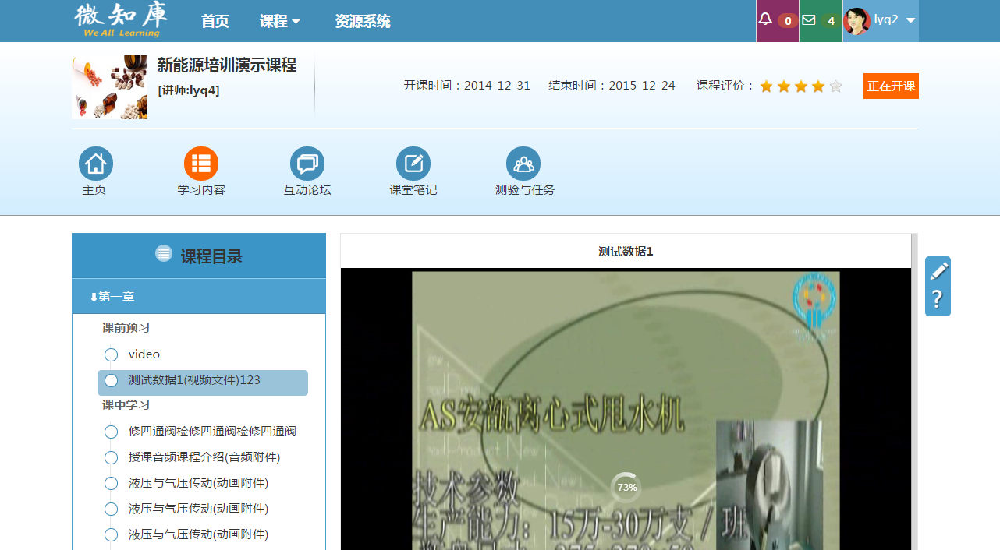 微知庫
We All Learning
首页
课程
资源系统
0
4
lyq2
新能源培训演示课程
[讲师:lyq4]
开课时间：2014-12-31
结束时间：2015-12-24
课程评价：
正在开课
主页
学习内容
互动论坛
课堂笔记
测验与任务
课程目录
第一章
课前预习
video
测试数据1(视频文件)123
课中学习
修四通阀检修四通阀检修四通阀
授课音频课程介绍(音频附件)
液压与气压传动(动画附件)
液压与气压传动(动画附件)
液压与气压传动(动画附件)
测试数据1
AS安瓿离心式甩水机
73%
技术参数
生产能力：15万-30万支/班
?